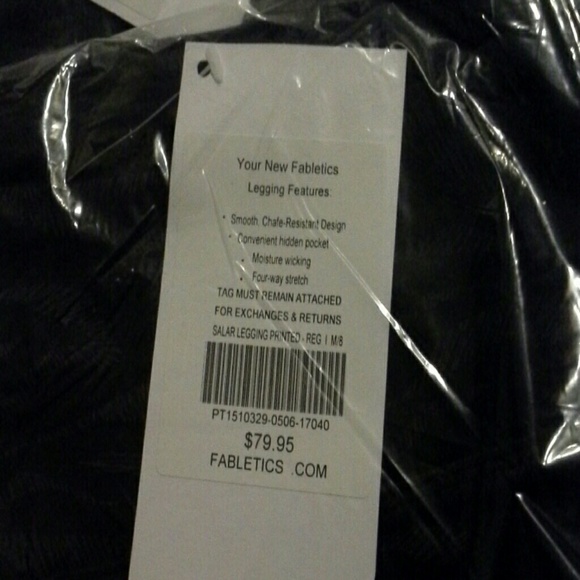 Your New Fabletics
Legging Features:
• Smooth, Chafe-Resistant Design
• Convenient hidden pocket
• Moisture wicking
• Four-way stretch
TAG MUST REMAIN ATTACHED
FOR EXCHANGES & RETURNS
SALAR LEGGING PRINTED - REG | M/8
PT1510329-0506-17040
$79.95
FABLETICS .COM